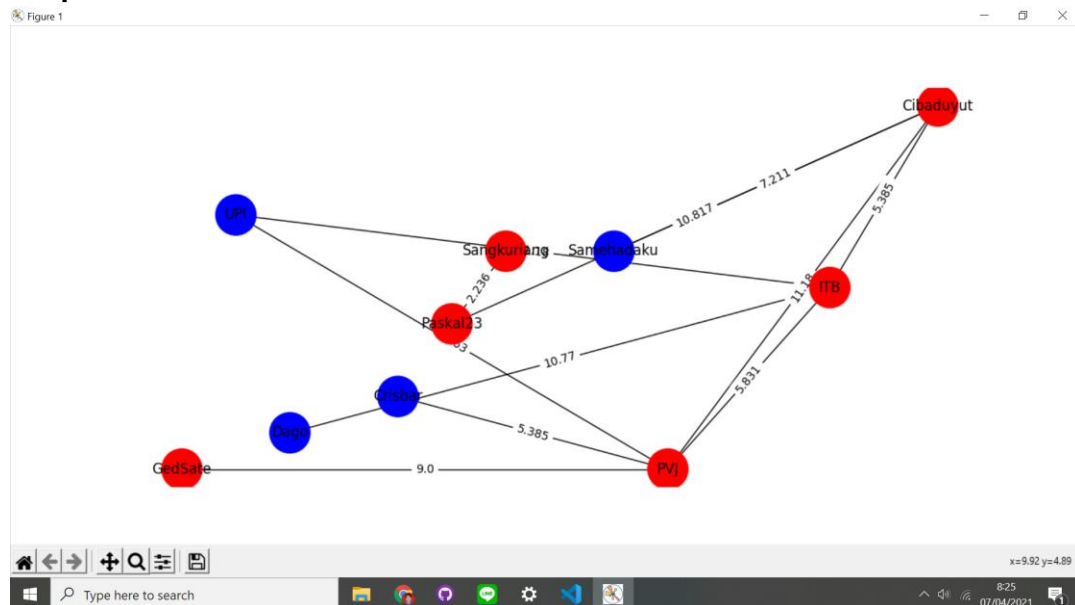 Figure 1
Cibaduyut
7.211
5.385
10.817
UPI
Sangkuriang
Samehadaku
2.236
11.18
ITB
Paskal23
10.77
5.831
Crisbar
5.385
Dago
GedSate
9.0
PVJ
x=9.92 y=4.89
Type here to search
8:25
07/04/2021